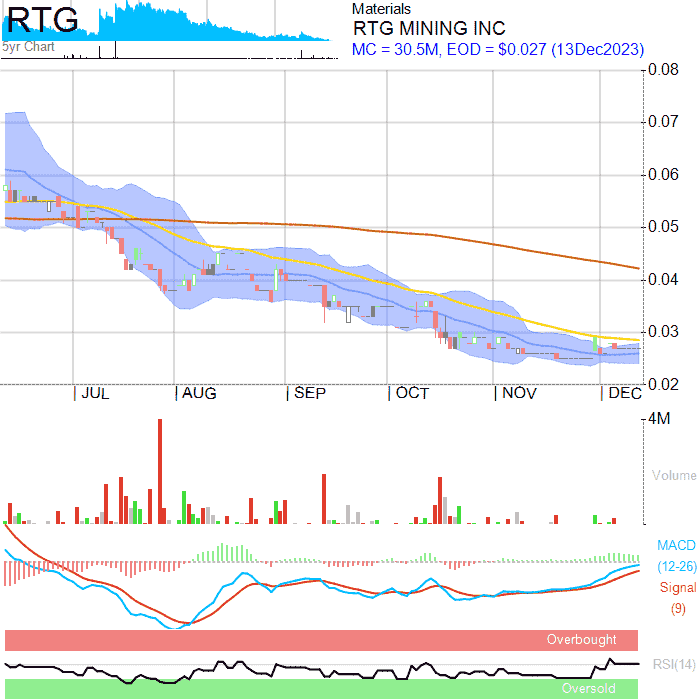 RTG
5yr Chart
Materials
RTG MINING INC
MC = 30.5M, EOD = $0.027 (13Dec2023)
0.08
0.07
0.06
0.05
0.04
0.03
0.02
JUL AUG SEP OCT NOV DEC
4M
Volume
MACD
(12-26)
Signal
(9)
Overbought
RSI(14)
Oversold